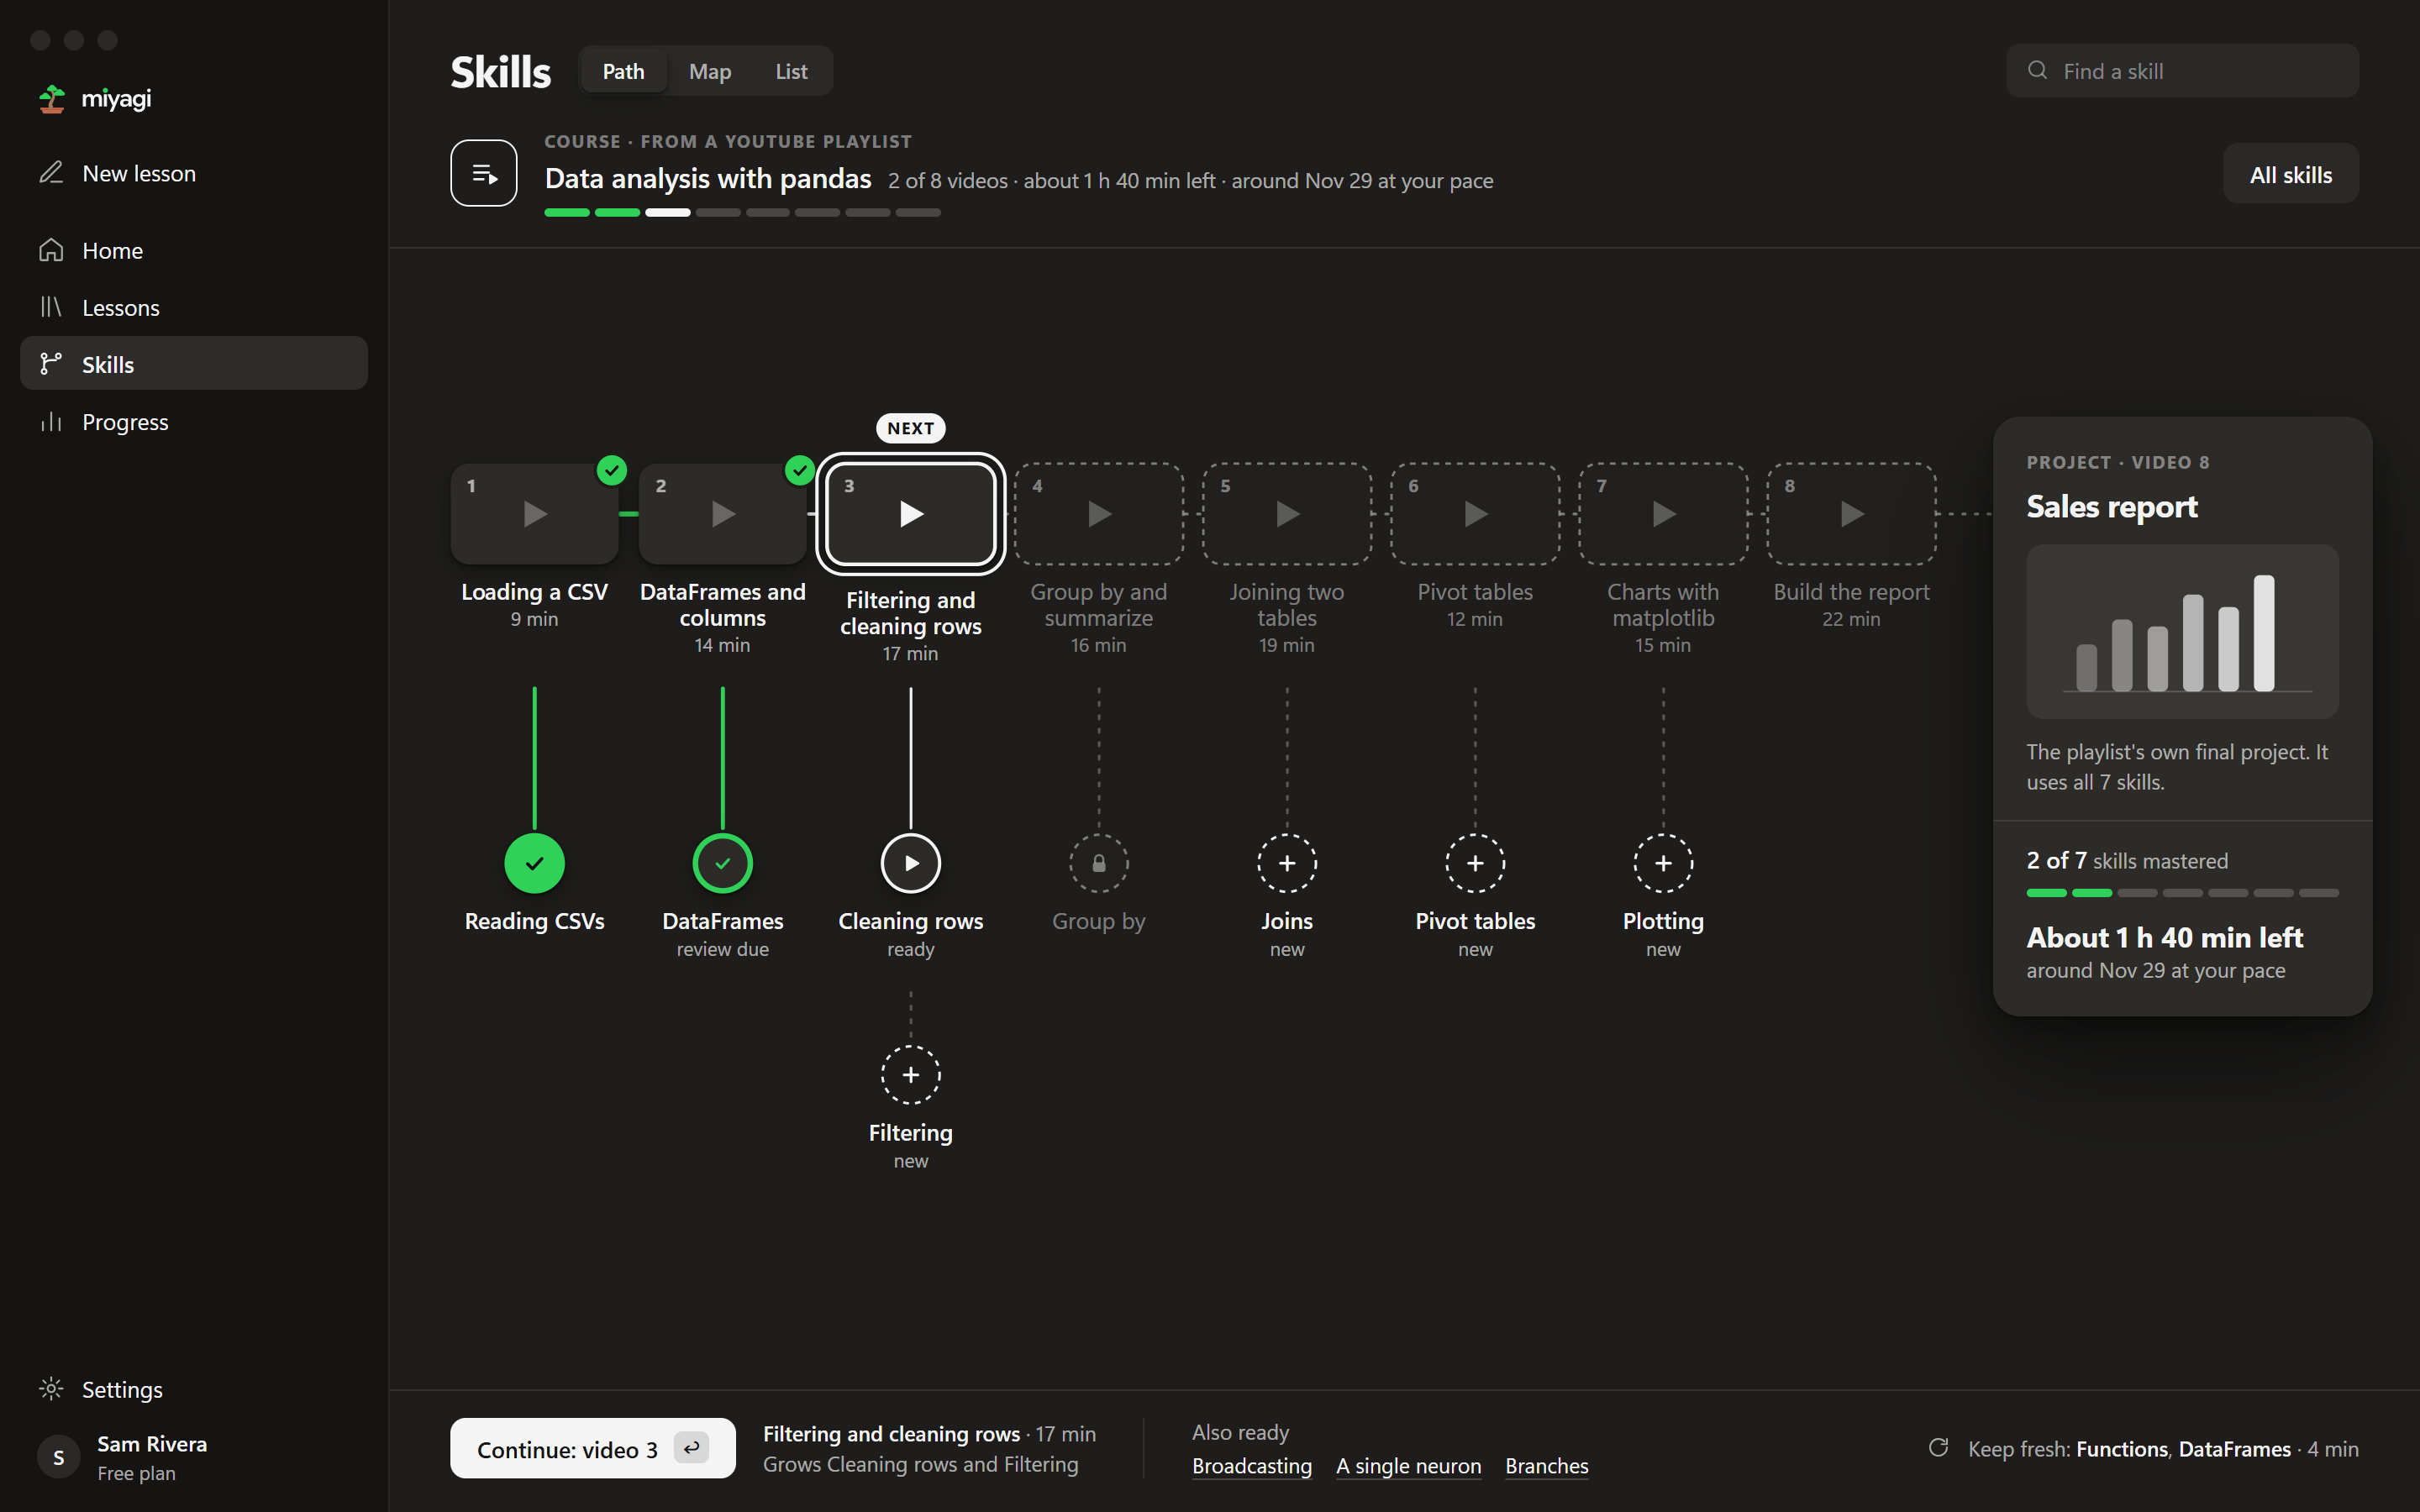 miyagi
New lesson
Home
Lessons
Skills
Progress
Settings
S
Sam Rivera
Free plan
Skills
Path
Map
List
Find a skill
COURSE · FROM A YOUTUBE PLAYLIST
Data analysis with pandas 2 of 8 videos · about 1 h 40 min left · around Nov 29 at your pace
All skills
NEXT
1
2
3
4
5
6
7
8
Loading a CSV
9 min
DataFrames and
columns
14 min
Filtering and
cleaning rows
17 min
Group by and
summarize
16 min
Joining two
tables
19 min
Pivot tables
12 min
Charts with
matplotlib
15 min
Build the report
22 min
Reading CSVs
DataFrames
review due
Cleaning rows
ready
Group by
Joins
new
Pivot tables
new
Plotting
new
Filtering
new
PROJECT · VIDEO 8
Sales report
The playlist's own final project. It
uses all 7 skills.
2 of 7 skills mastered
About 1 h 40 min left
around Nov 29 at your pace
Continue: video 3
Filtering and cleaning rows · 17 min
Grows Cleaning rows and Filtering
Also ready
Broadcasting A single neuron Branches
Keep fresh: Functions, DataFrames · 4 min